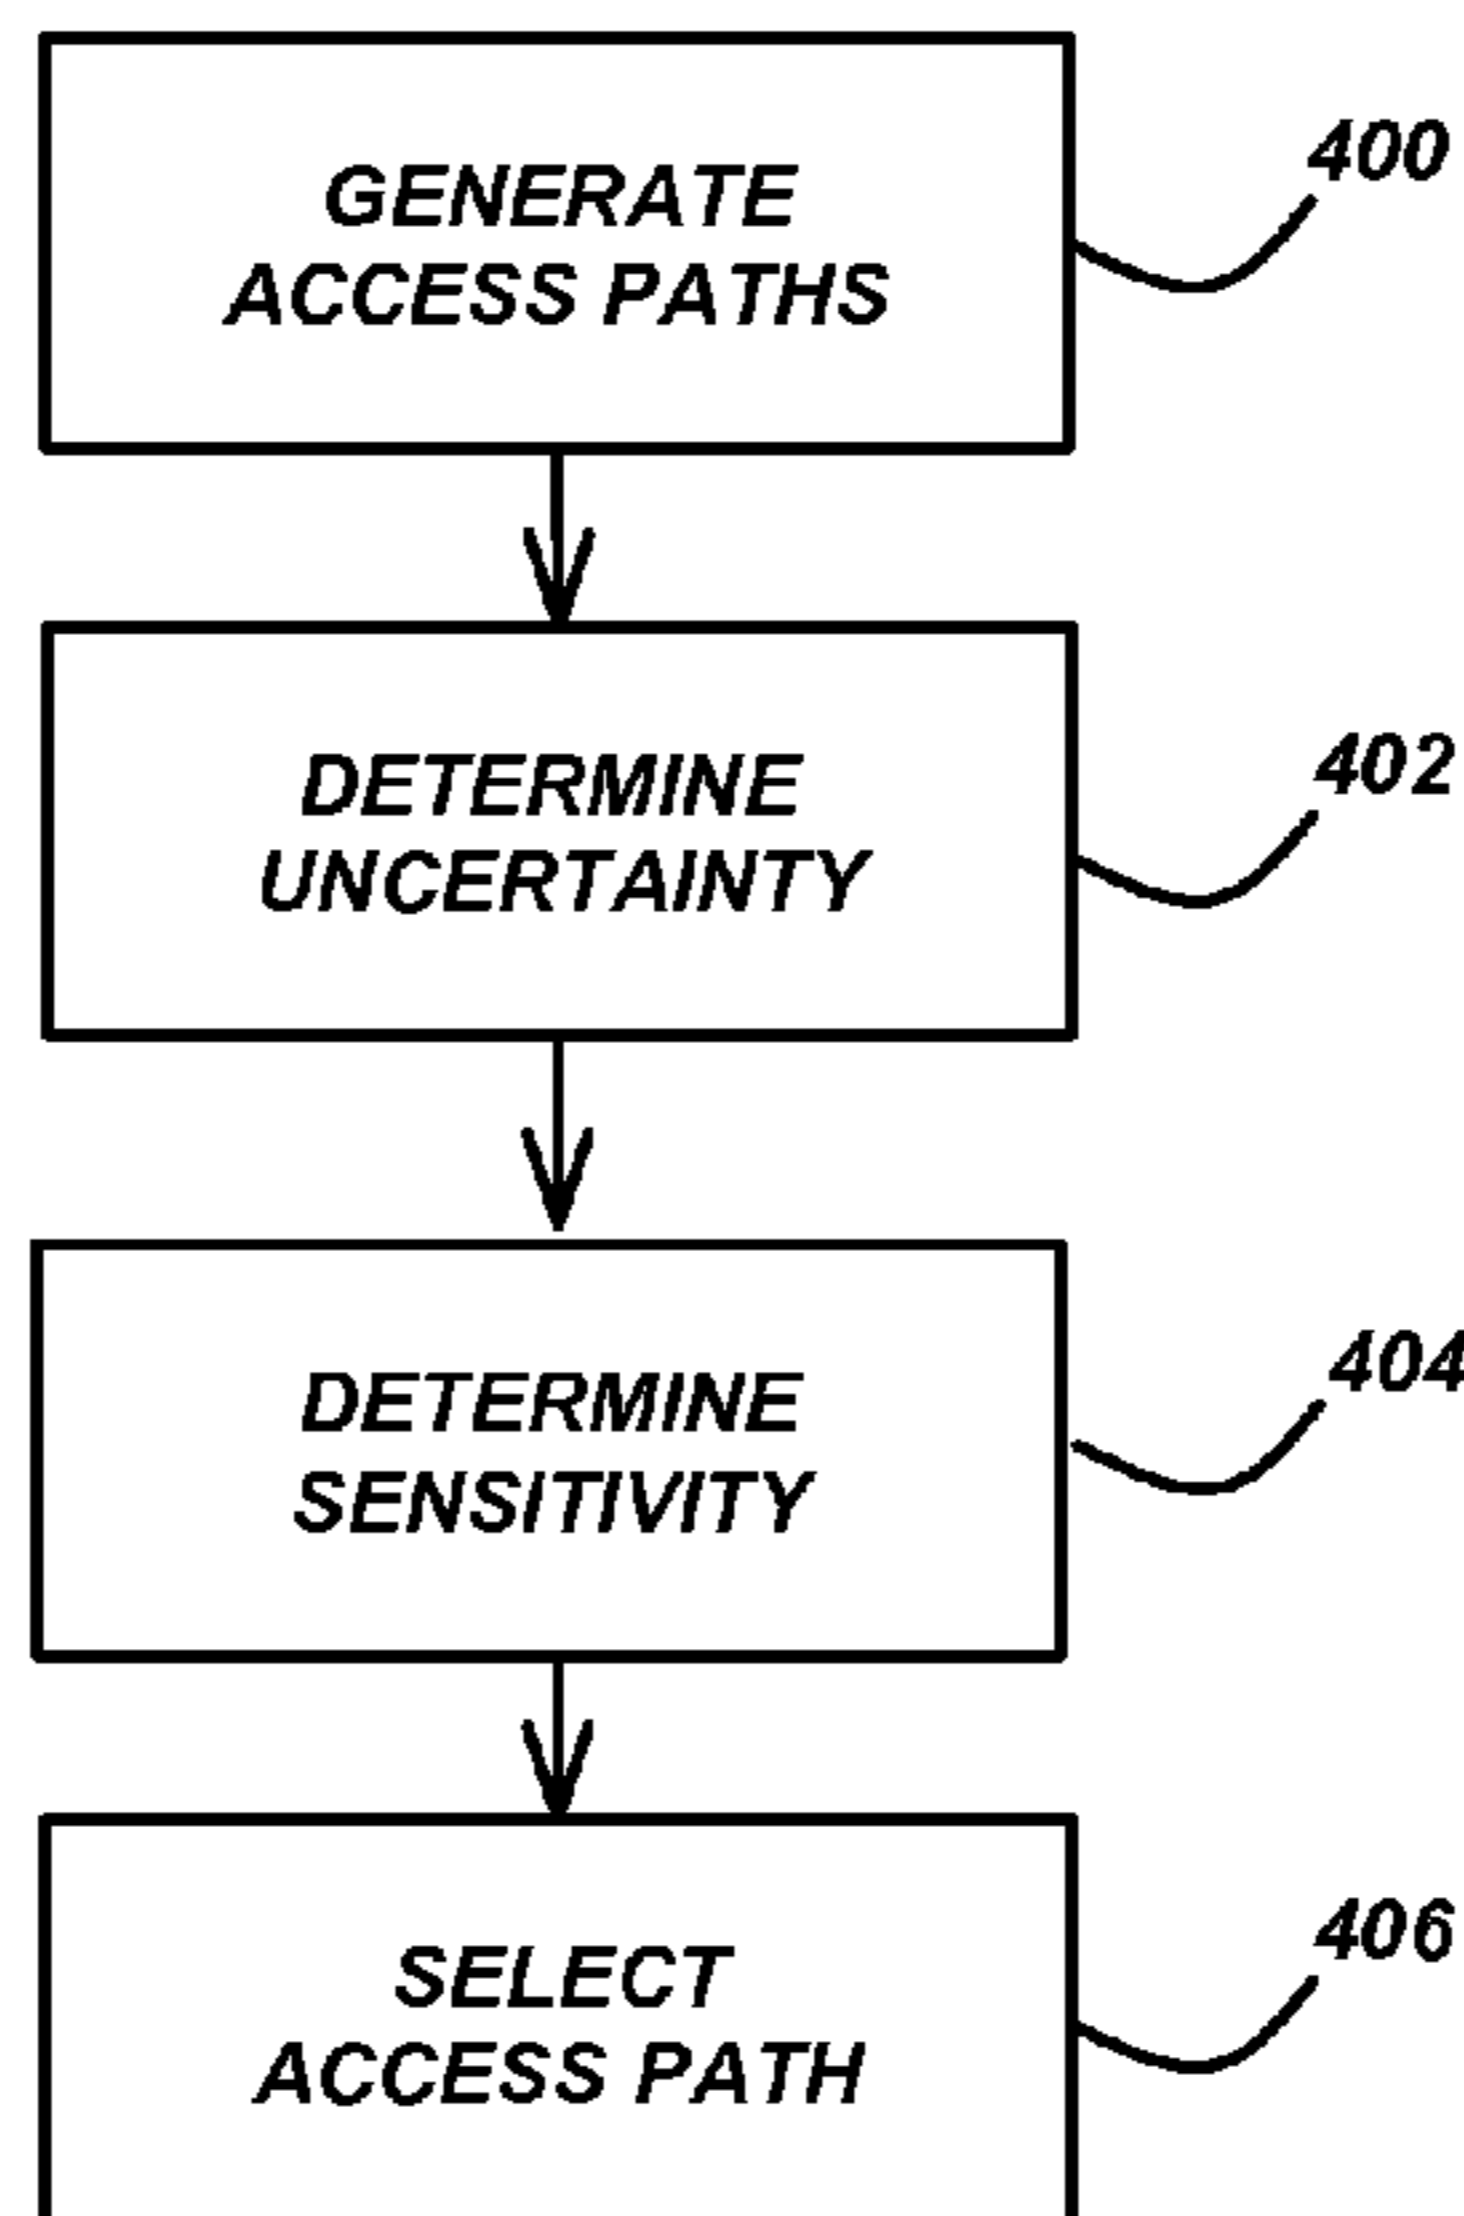 GENERATE
ACCESS PATHS
400
DETERMINE
UNCERTAINTY
402
DETERMINE
SENSITIVITY
404
SELECT
ACCESS PATH
406